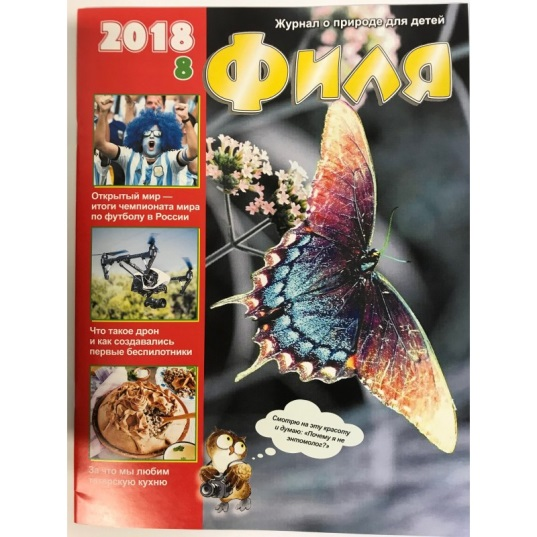 2018
8
Журнал о природе для детей
Филя
Открытый мир —
итоги чемпионата мира
по футболу в России
Что такое дрон
и как создавались
первые беспилотники
За что мы любим
татарскую кухню
Смотрю на эту красоту
и думаю: «Почему я не
энтомолог?»